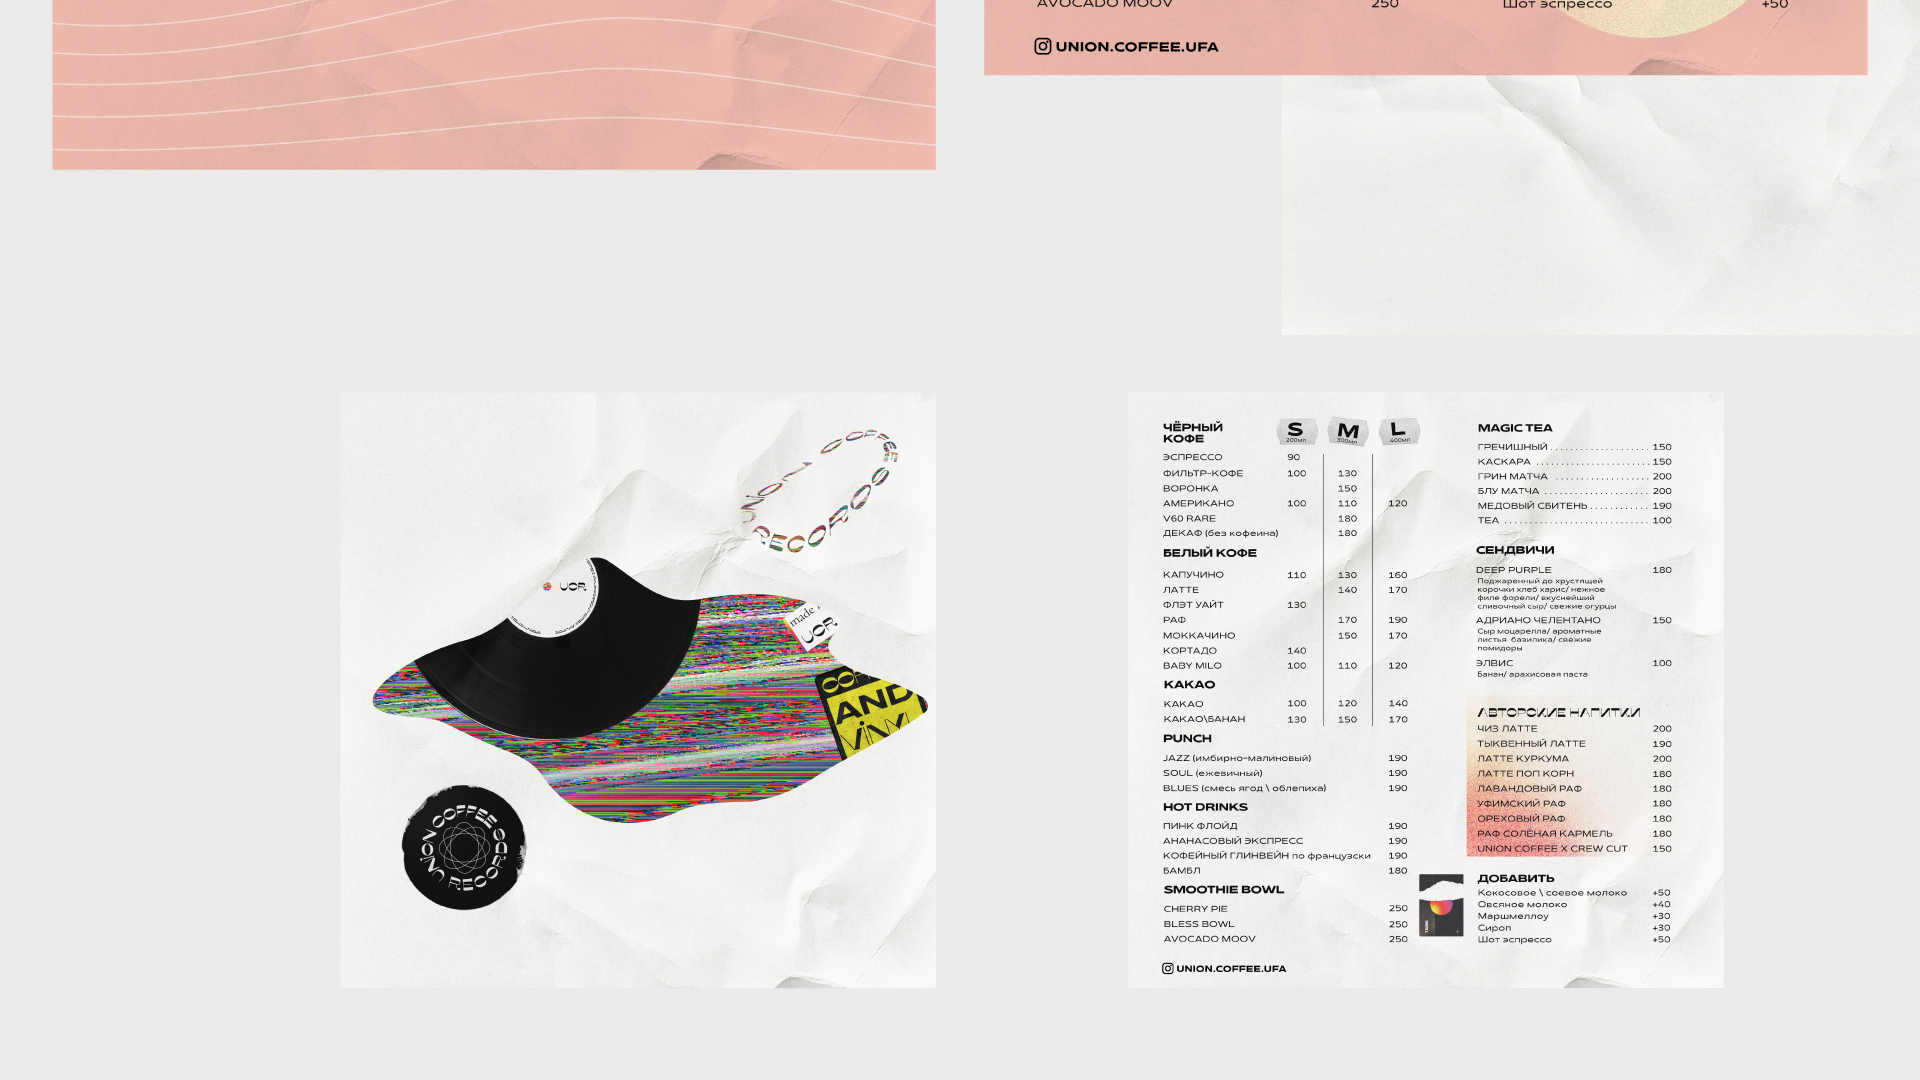 AVOCADO MOOV 250
Шот эспрессо +50
UNION.COFFEE.UFA
UNION COFFEE RECORDS
UCR
made
UCR
AND
ViNYL
UNION COFFEE RECORDS
ЧЁРНЫЙ
КОФЕ
S M L
200мл 300мл 400мл
ЭСПРЕССО 90
ФИЛЬТР-КОФЕ 100 130
ВОРОНКА 150
АМЕРИКАНО 100 110 120
V60 RARE 180
ДЕКАФ (без кофеина) 180
БЕЛЫЙ КОФЕ
КАПУЧИНО 110 130 160
ЛАТТЕ 140 170
ФЛЭТ УАЙТ 130
РАФ 170 190
МОККАЧИНО 150 170
КОРТАДО 140
BABY MILO 100 110 120
КАКАО
КАКАО 100 120 140
КАКАО\БАНАН 130 150 170
PUNCH
JAZZ (имбирно-малиновый) 190
SOUL (ежевичный) 190
BLUES (смесь ягод \ облепиха) 190
HOT DRINKS
ПИНК ФЛОЙД 190
АНАНАСОВЫЙ ЭКСПРЕСС 190
КОФЕЙНЫЙ ГЛИНВЕЙН по французски 190
БАМБЛ 180
SMOOTHIE BOWL
CHERRY PIE 250
BLESS BOWL 250
AVOCADO MOOV 250
UNION.COFFEE.UFA
MAGIC TEA
ГРЕЧИШНЫЙ 150
КАСКАРА 150
ГРИН МАТЧА 200
БЛУ МАТЧА 200
МЕДОВЫЙ СБИТЕНЬ 190
TEA 100
СЕНДВИЧИ
DEEP PURPLE 180
Поджаренный до хрустящей
корочки хлеб харис/ нежное
филе форели/ вкуснейший
сливочный сыр/ свежие огурцы
АДРИАНО ЧЕЛЕНТАНО 150
Сыр моцарелла/ ароматные
листья базилика/ свежие
помидоры
ЭЛВИС 100
Банан/ арахисовая паста
АВТОРСКИЕ НАПИТКИ
ЧИЗ ЛАТТЕ 200
ТЫКВЕННЫЙ ЛАТТЕ 190
ЛАТТЕ КУРКУМА 200
ЛАТТЕ ПОП КОРН 180
ЛАВАНДОВЫЙ РАФ 180
УФИМСКИЙ РАФ 180
ОРЕХОВЫЙ РАФ 180
РАФ СОЛЁНАЯ КАРМЕЛЬ 180
UNION COFFEE X CREW CUT 150
ДОБАВИТЬ
Кокосовое \ соевое молоко +50
Овсяное молоко +40
Маршмеллоу +30
Сироп +30
Шот эспрессо +50